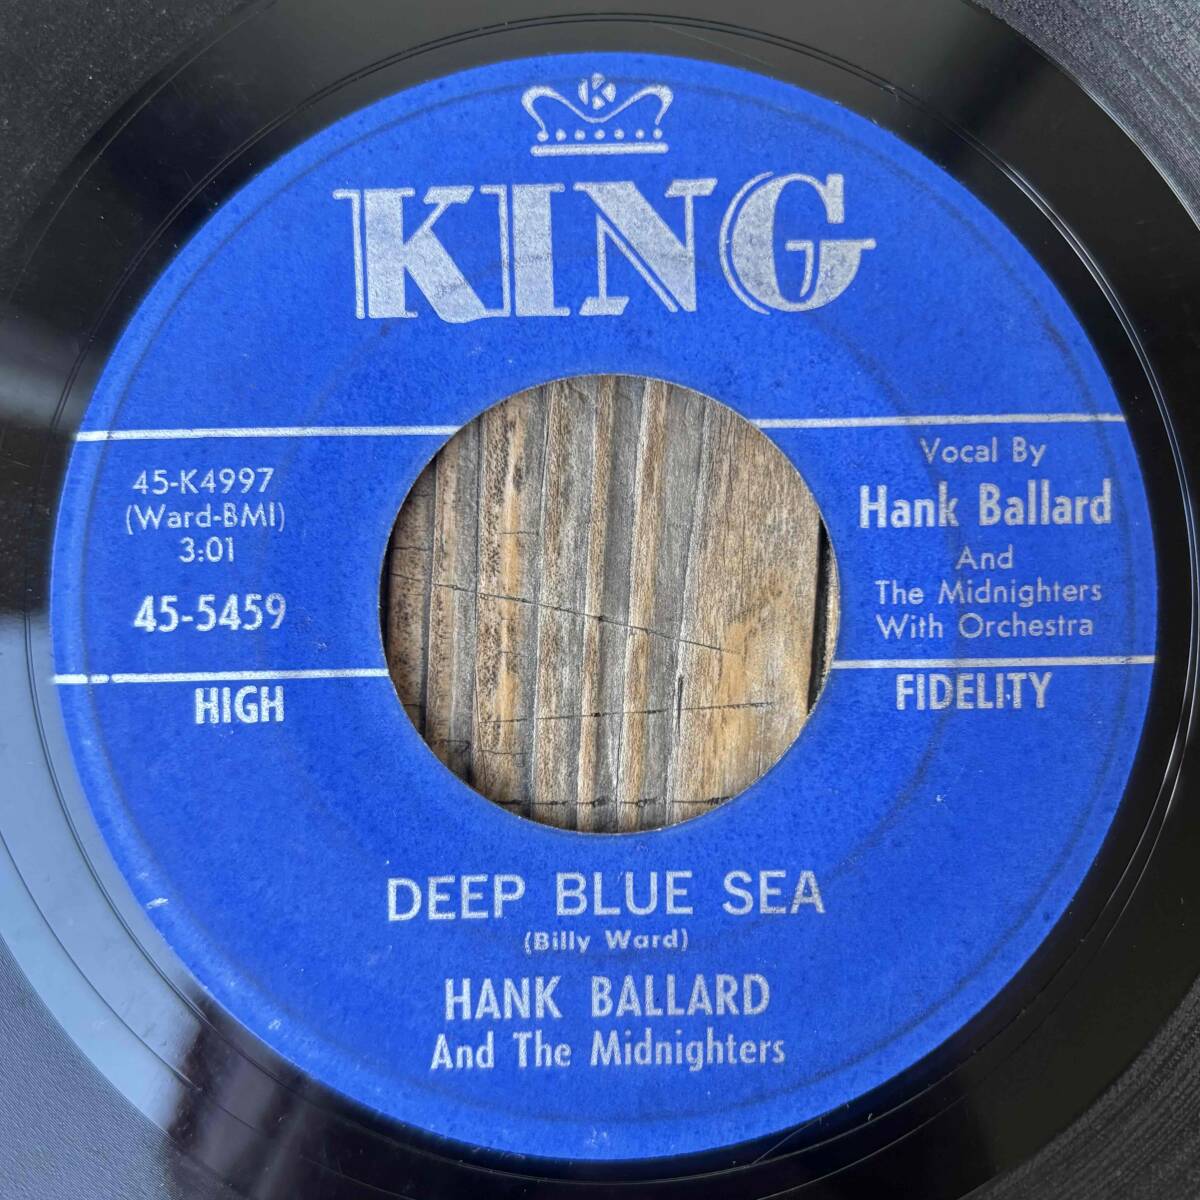 K
KING
45-K4997
(Ward-BMI)
3:01
45-5459
Vocal By
Hank Ballard
And
The Midnighters
With Orchestra
HIGH FIDELITY
DEEP BLUE SEA
(Billy Ward)
HANK BALLARD
And The Midnighters